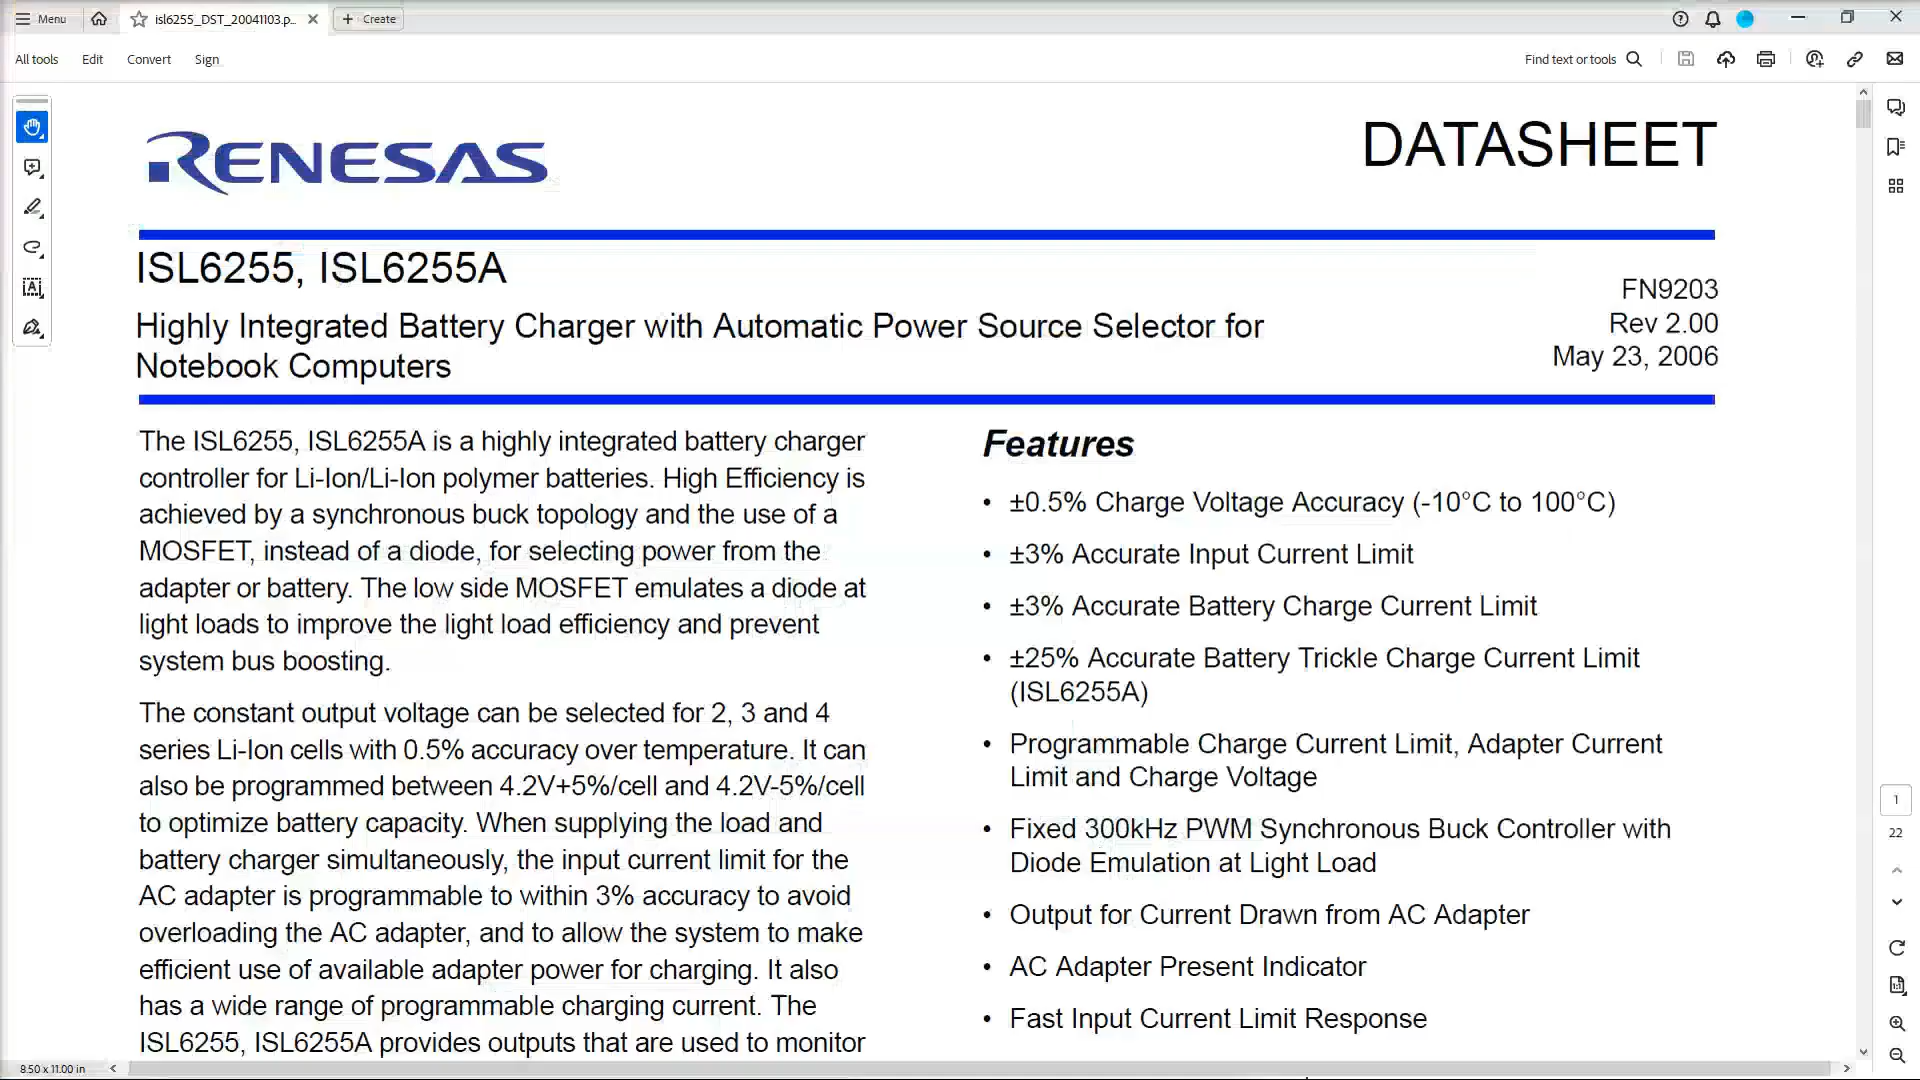 Menu
isl6255_DST_20041103.p...
Create
All tools
Edit
Convert
Sign
Find text or tools
RENESAS
DATASHEET
ISL6255, ISL6255A
Highly Integrated Battery Charger with Automatic Power Source Selector for
Notebook Computers
FN9203
Rev 2.00
May 23, 2006
The ISL6255, ISL6255A is a highly integrated battery charger
controller for Li-Ion/Li-Ion polymer batteries. High Efficiency is
achieved by a synchronous buck topology and the use of a
MOSFET, instead of a diode, for selecting power from the
adapter or battery. The low side MOSFET emulates a diode at
light loads to improve the light load efficiency and prevent
system bus boosting.
The constant output voltage can be selected for 2, 3 and 4
series Li-Ion cells with 0.5% accuracy over temperature. It can
also be programmed between 4.2V+5%/cell and 4.2V-5%/cell
to optimize battery capacity. When supplying the load and
battery charger simultaneously, the input current limit for the
AC adapter is programmable to within 3% accuracy to avoid
overloading the AC adapter, and to allow the system to make
efficient use of available adapter power for charging. It also
has a wide range of programmable charging current. The
ISL6255, ISL6255A provides outputs that are used to monitor
Features
• ±0.5% Charge Voltage Accuracy (-10°C to 100°C)
• ±3% Accurate Input Current Limit
• ±3% Accurate Battery Charge Current Limit
• ±25% Accurate Battery Trickle Charge Current Limit
(ISL6255A)
• Programmable Charge Current Limit, Adapter Current
Limit and Charge Voltage
• Fixed 300kHz PWM Synchronous Buck Controller with
Diode Emulation at Light Load
• Output for Current Drawn from AC Adapter
• AC Adapter Present Indicator
• Fast Input Current Limit Response
1
22
8.50 x 11.00 in